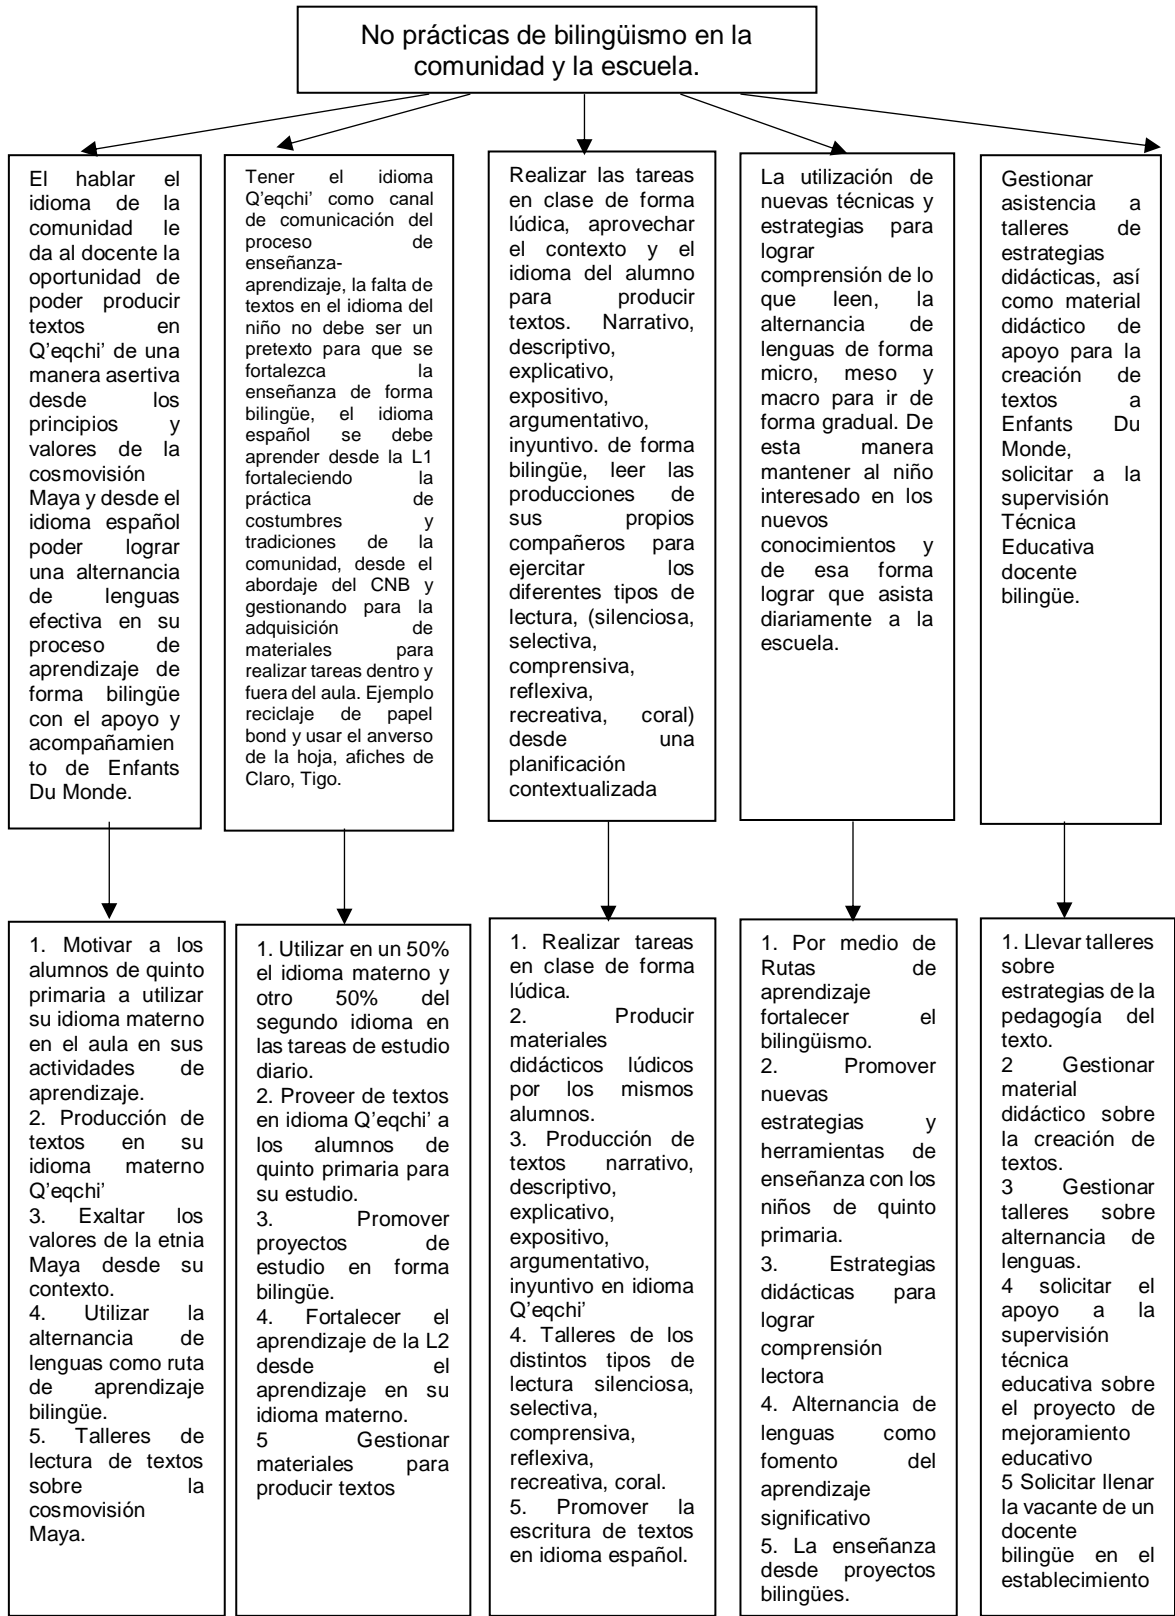 No prácticas de bilingüismo en la
comunidad y la escuela.
El hablar el
idioma de la
comunidad le
da al docente la
oportunidad de
poder producir
textos en
Q'eqchi' de una
manera asertiva
desde los
principios y
valores de la
cosmovisión
Maya y desde el
idioma español
poder lograr
una alternancia
de lenguas
efectiva en su
proceso de
aprendizaje de
forma bilingüe
con el apoyo y
acompañamien
to de Enfants
Du Monde.
Tener el idioma
Q'eqchi' como canal
de comunicación del
proceso de
enseñanza-
aprendizaje, la falta de
textos en el idioma del
niño no debe ser un
pretexto para que se
fortalezca la
enseñanza de forma
bilingüe, el idioma
español se debe
aprender desde la L1
fortaleciendo la
práctica de
costumbres y
tradiciones de la
comunidad, desde el
abordaje del CNB y
gestionando para la
adquisición de
materiales para
realizar tareas dentro y
fuera del aula. Ejemplo
reciclaje de papel
bond y usar el anverso
de la hoja, afiches de
Claro, Tigo.
Realizar las tareas
en clase de forma
lúdica, aprovechar
el contexto y el
idioma del alumno
para producir
textos. Narrativo,
descriptivo,
explicativo,
expositivo,
argumentativo,
inyuntivo. de forma
bilingüe, leer las
producciones de
sus propios
compañeros para
ejercitar los
diferentes tipos de
lectura, (silenciosa,
selectiva,
comprensiva,
reflexiva,
recreativa, coral)
desde una
planificación
contextualizada
La utilización de
nuevas técnicas y
estrategias para
lograr
comprensión de lo
que leen, la
alternancia de
lenguas de forma
micro, meso y
macro para ir de
forma gradual. De
esta manera
mantener al niño
interesado en los
nuevos
conocimientos y
de esa forma
lograr que asista
diariamente a la
escuela.
Gestionar
asistencia a
talleres de
estrategias
didácticas, así
como material
didáctico de
apoyo para la
creación de
textos a
Enfants Du
Monde,
solicitar a la
supervisión
Técnica
Educativa
docente
bilingüe.
1. Motivar a los
alumnos de quinto
primaria a utilizar
su idioma materno
en el aula en sus
actividades de
aprendizaje.
2. Producción de
textos en su
idioma materno
Q'eqchi'
3. Exaltar los
valores de la etnia
Maya desde su
contexto.
4. Utilizar la
alternancia de
lenguas como ruta
de aprendizaje
bilingüe.
5. Talleres de
lectura de textos
sobre la
cosmovisión
Maya.
1. Utilizar en un 50%
el idioma materno y
otro 50% del
segundo idioma en
las tareas de estudio
diario.
2. Proveer de textos
en idioma Q'eqchi' a
los alumnos de
quinto primaria para
su estudio.
3. Promover
proyectos de
estudio en forma
bilingüe.
4. Fortalecer el
aprendizaje de la L2
desde el
aprendizaje en su
idioma materno.
5 Gestionar
materiales para
producir textos
1. Realizar tareas
en clase de forma
lúdica.
2. Producir
materiales
didácticos lúdicos
por los mismos
alumnos.
3. Producción de
textos narrativo,
descriptivo,
explicativo,
expositivo,
argumentativo,
inyuntivo en idioma
Q'eqchi'
4. Talleres de los
distintos tipos de
lectura silenciosa,
selectiva,
comprensiva,
reflexiva,
recreativa, coral.
5. Promover la
escritura de textos
en idioma español.
1. Por medio de
Rutas de
aprendizaje
fortalecer el
bilingüismo.
2. Promover
nuevas
estrategias y
herramientas de
enseñanza con los
niños de quinto
primaria.
3. Estrategias
didácticas para
lograr
comprensión
lectora
4. Alternancia de
lenguas como
fomento del
aprendizaje
significativo
5. La enseñanza
desde proyectos
bilingües.
1. Llevar talleres
sobre
estrategias de la
pedagogía del
texto.
2 Gestionar
material
didáctico sobre
la creación de
textos.
3 Gestionar
talleres sobre
alternancia de
lenguas.
4 solicitar el
apoyo a la
supervisión
técnica
educativa sobre
el proyecto de
mejoramiento
educativo
5 Solicitar llenar
la vacante de un
docente
bilingüe en el
establecimiento